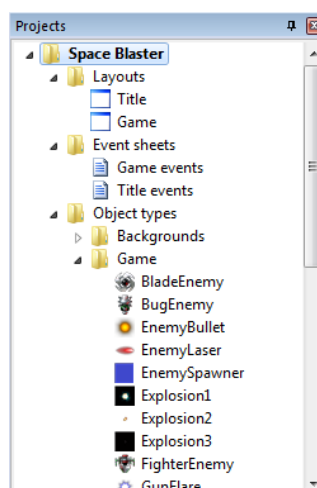 Projects
Space Blaster
Layouts
Title
Game
Event sheets
Game events
Title events
Object types
Backgrounds
Game
BladeEnemy
BugEnemy
EnemyBullet
EnemyLaser
EnemySpawner
Explosion1
Explosion2
Explosion3
FighterEnemy
GunFlare